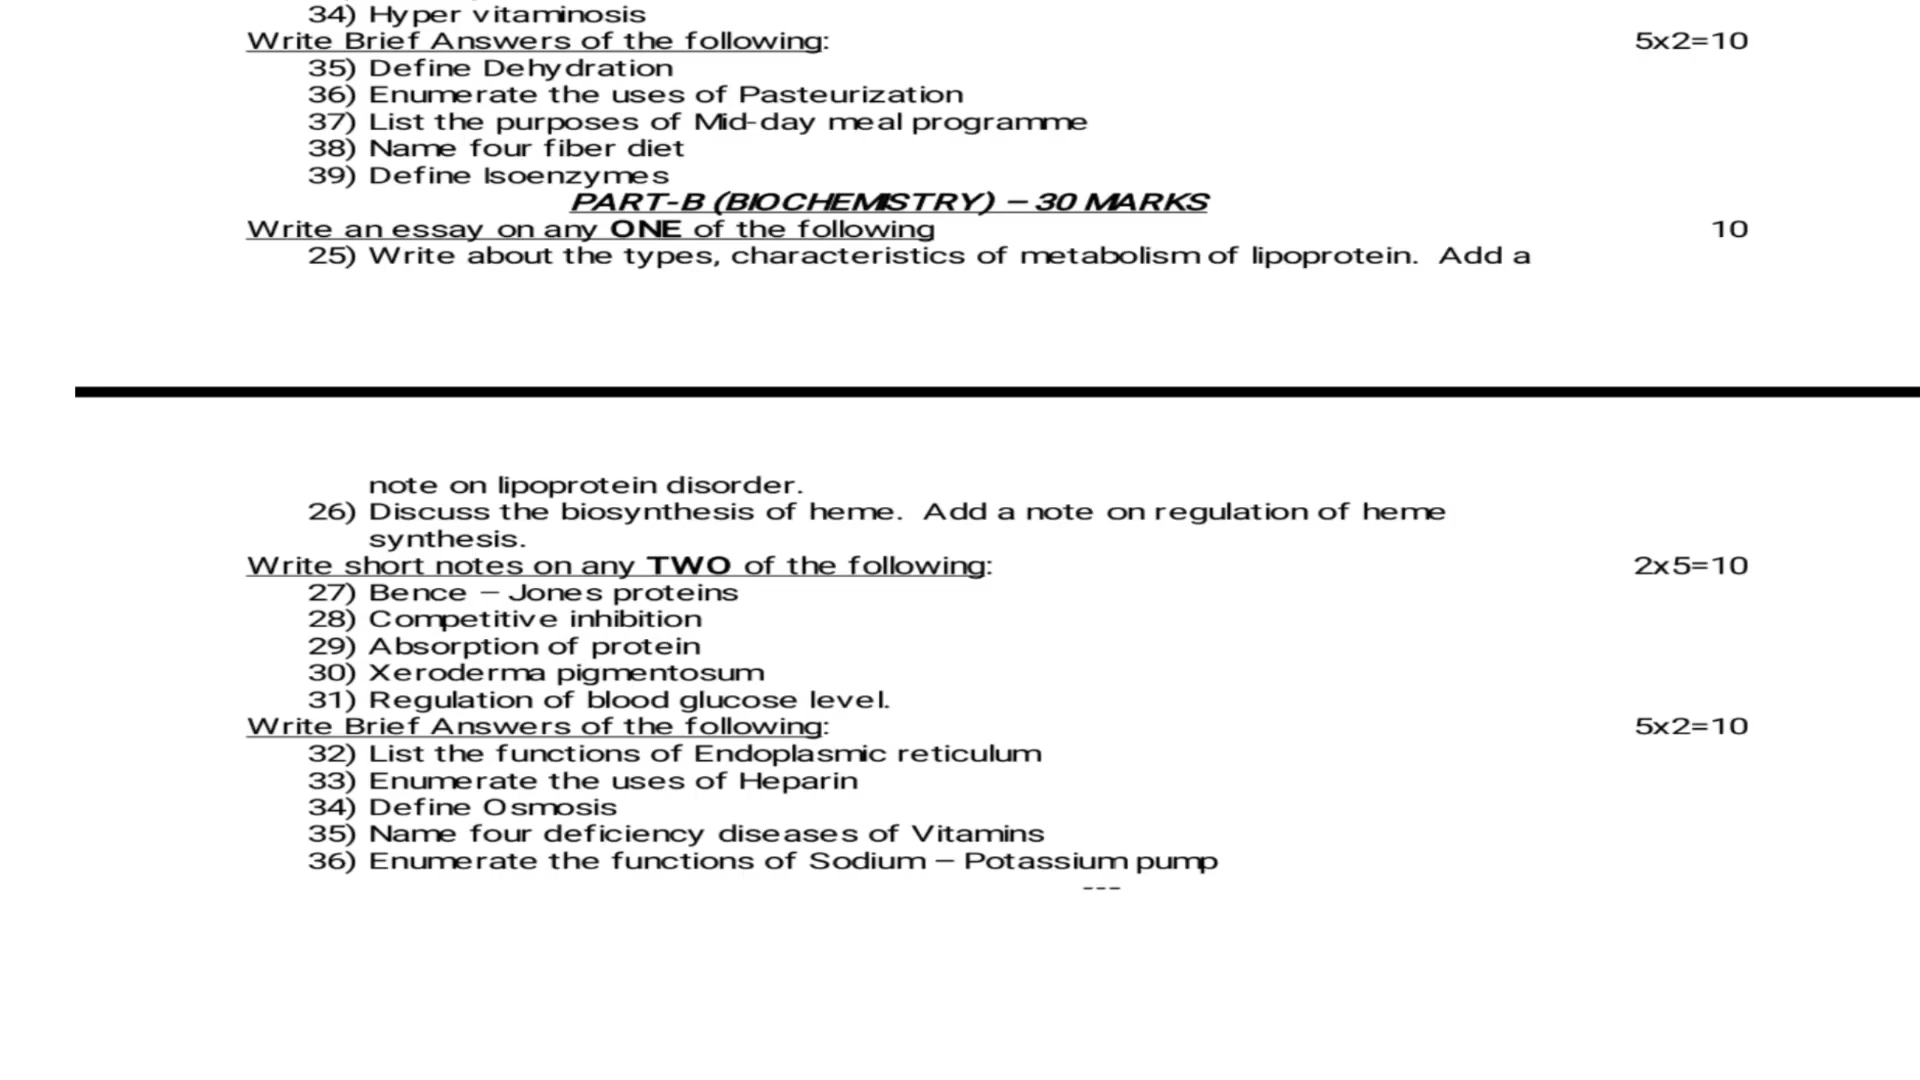 34) Hyper vitaminosis
Write Brief Answers of the following: 5x2=10
35) Define Dehydration
36) Enumerate the uses of Pasteurization
37) List the purposes of Mid-day meal programme
38) Name four fiber diet
39) Define Isoenzymes
PART-B (BIOCHEMISTRY) – 30 MARKS
Write an essay on any ONE of the following 10
25) Write about the types, characteristics of metabolism of lipoprotein. Add a
note on lipoprotein disorder.
26) Discuss the biosynthesis of heme. Add a note on regulation of heme
synthesis.
Write short notes on any TWO of the following: 2x5=10
27) Bence – Jones proteins
28) Competitive inhibition
29) Absorption of protein
30) Xeroderma pigmentosum
31) Regulation of blood glucose level.
Write Brief Answers of the following: 5x2=10
32) List the functions of Endoplasmic reticulum
33) Enumerate the uses of Heparin
34) Define Osmosis
35) Name four deficiency diseases of Vitamins
36) Enumerate the functions of Sodium – Potassium pump
---